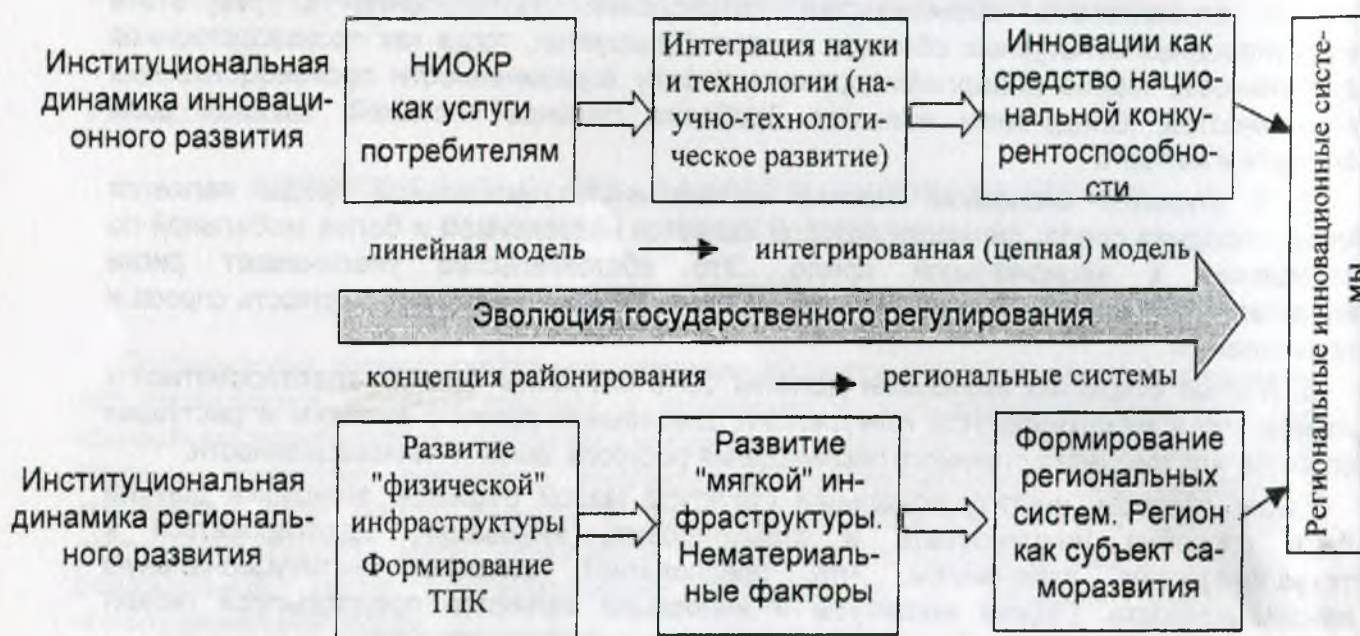 Институциональная
динамика инноваци-
онного развития
НИОКР
как услуги
потребителям
Интеграция науки
и технологии (на-
учно-технологи-
ческое развитие)
Инновации как
средство нацио-
нальной конку-
рентоспособно-
сти
линейная модель
интегрированная (цепная) модель
Эволюция государственного регулирования
концепция районирования
региональные системы
Институциональная
динамика региональ-
ного развития
Развитие
"физической"
инфраструктуры
Формирование
ТПК
Развитие
"мягкой" ин-
фраструктуры.
Нематериаль-
ные факторы
Формирование
региональных
систем. Регион
как субъект са-
моразвития
Региональные инновационные систе-
мы